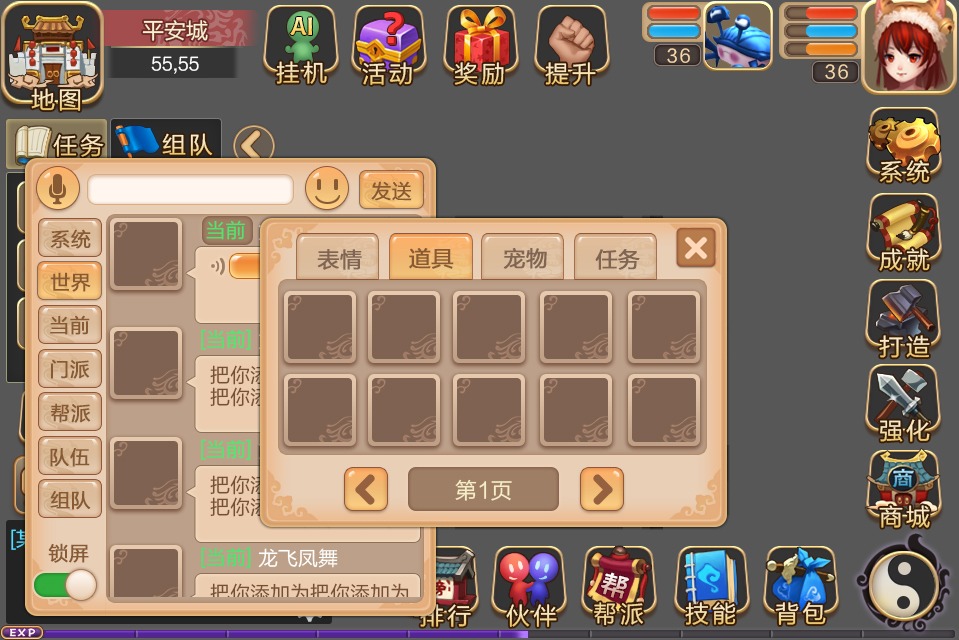 平安城
55,55
地图
AI
挂机
活动
奖励
提升
36
36
任务
组队
系统
成就
打造
强化
商
商城
发送
系统
世界
当前
门派
帮派
队伍
组队
锁屏
当前
[当前]
把你添
把你添
[当前]
把你添
把你添
[当前] 龙飞凤舞
把你添加为把你添加为
表情
道具
宠物
任务
第1页
排行
伙伴
帮
帮派
技能
背包
EXP